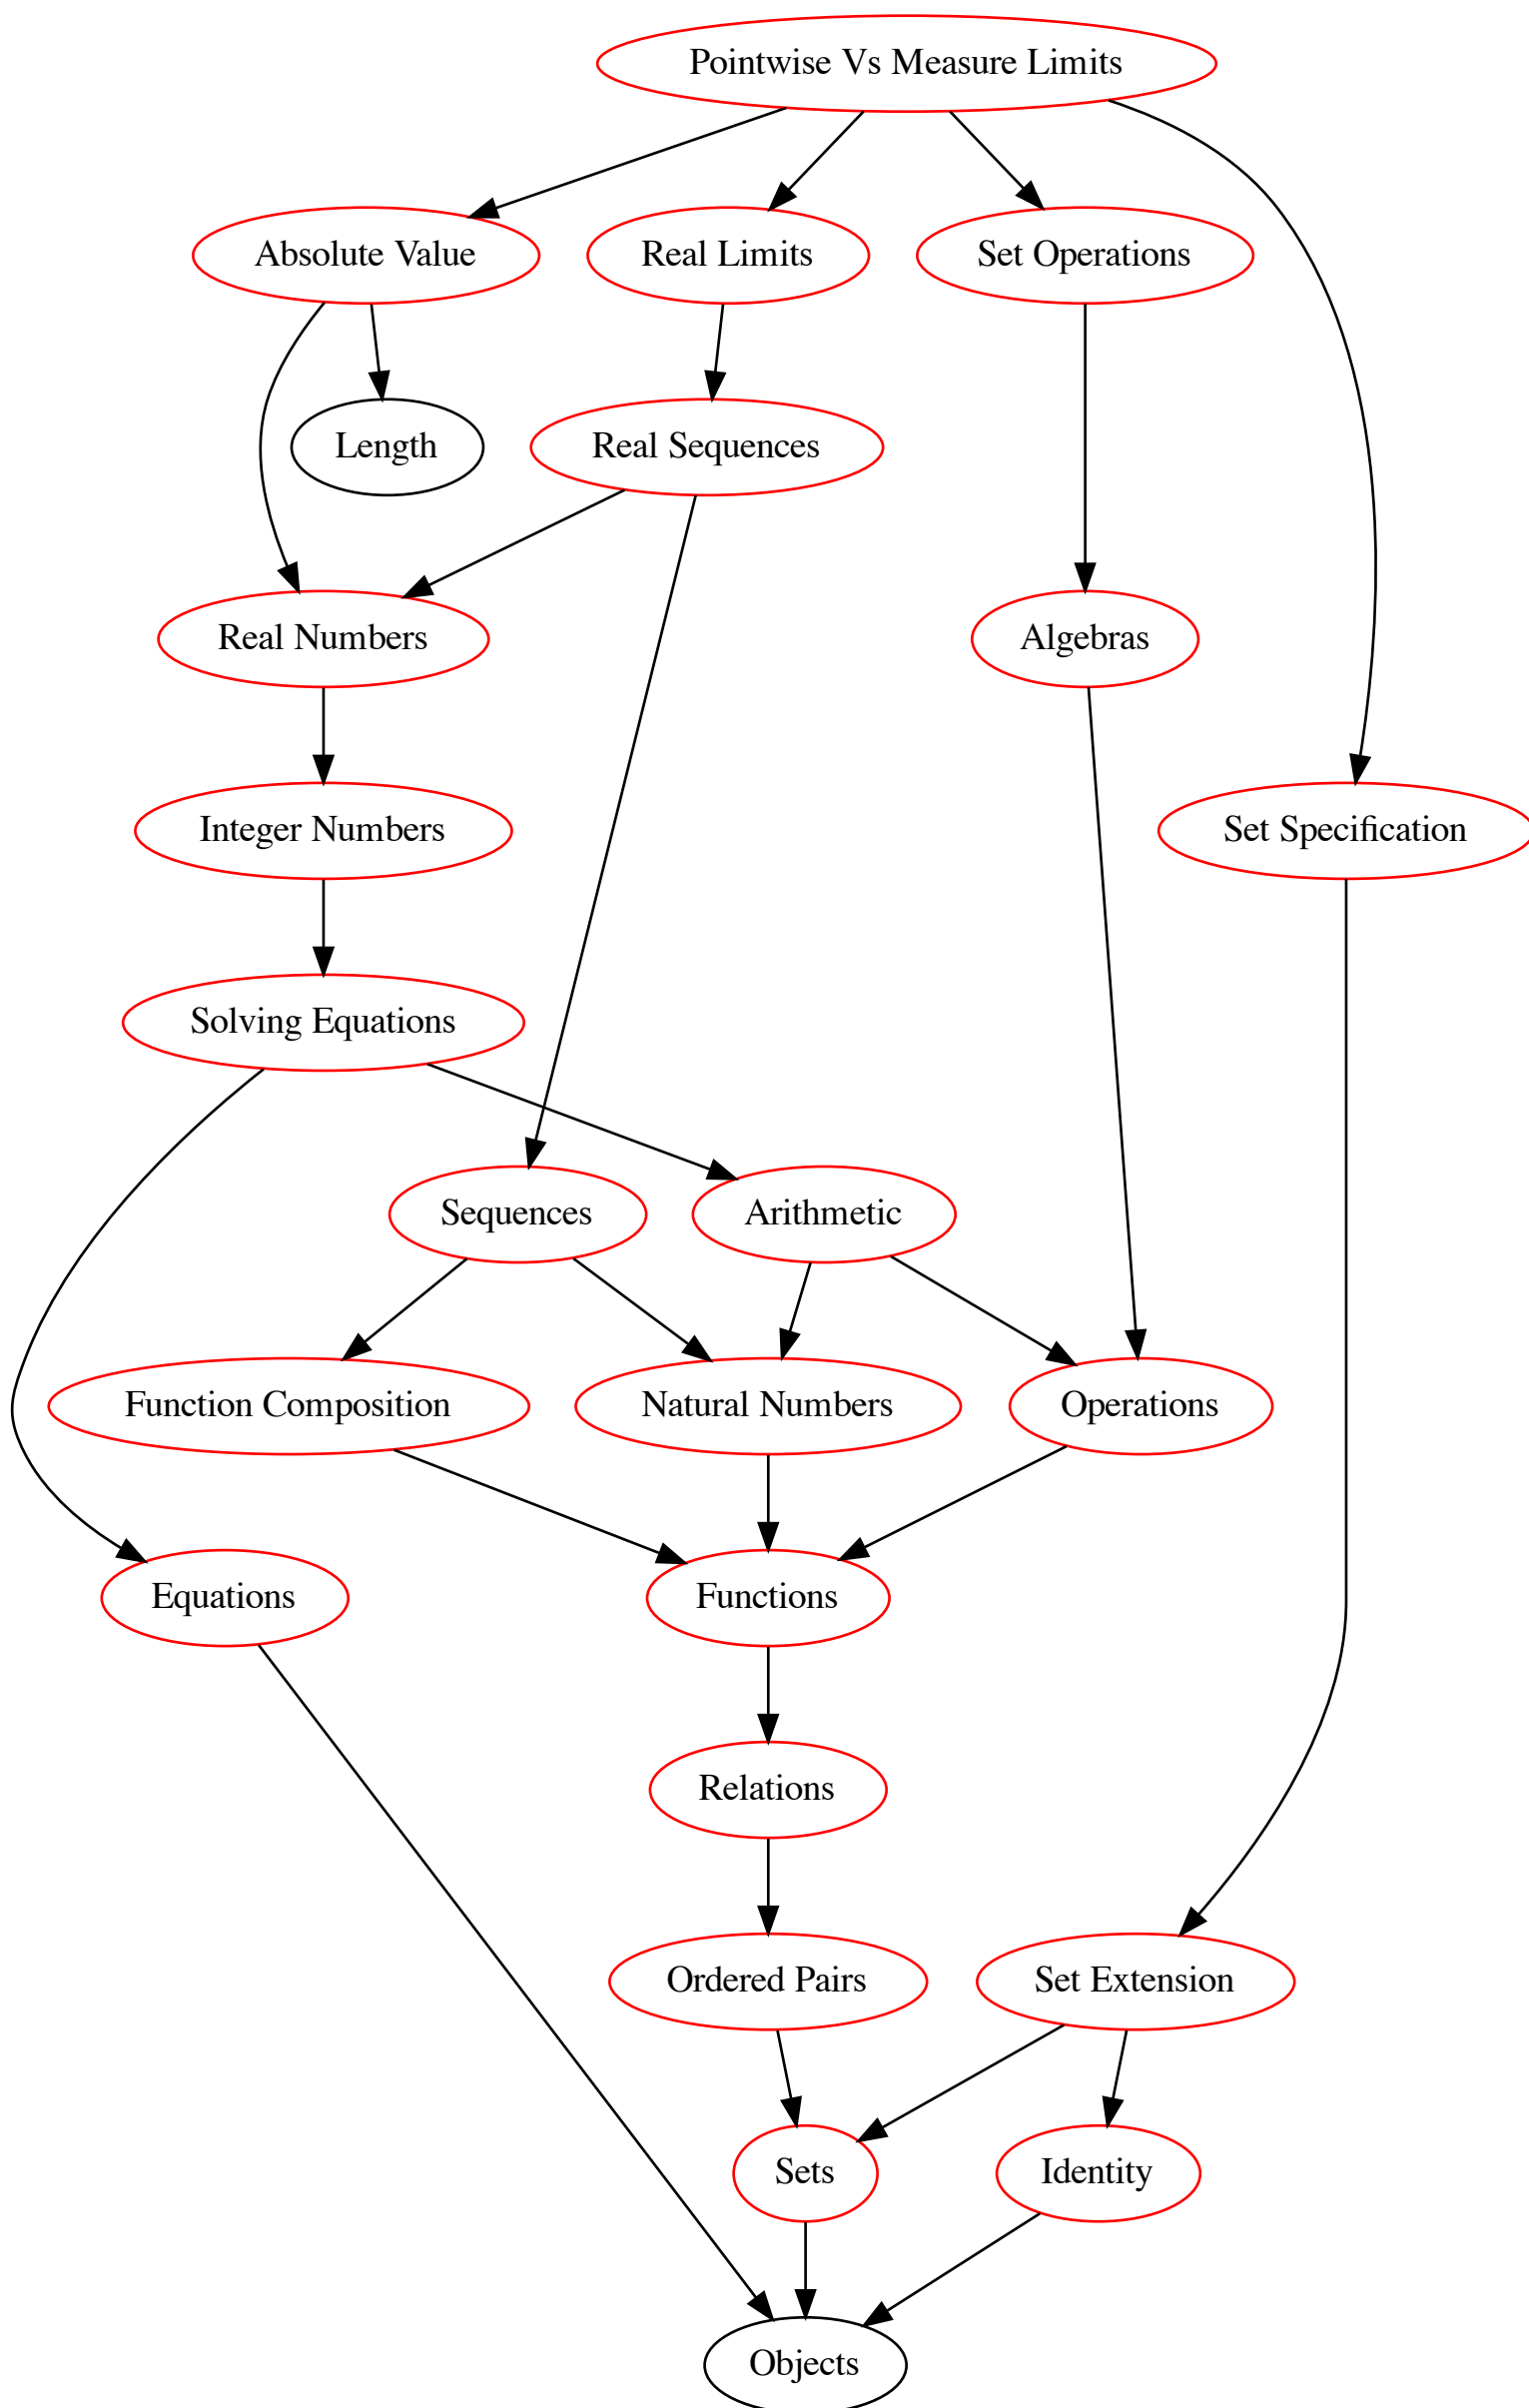 Pointwise Vs Measure Limits
Absolute Value
Real Limits
Set Operations
Length
Real Sequences
Real Numbers
Algebras
Integer Numbers
Set Specification
Solving Equations
Sequences
Arithmetic
Function Composition
Natural Numbers
Operations
Equations
Functions
Relations
Ordered Pairs
Set Extension
Sets
Identity
Objects